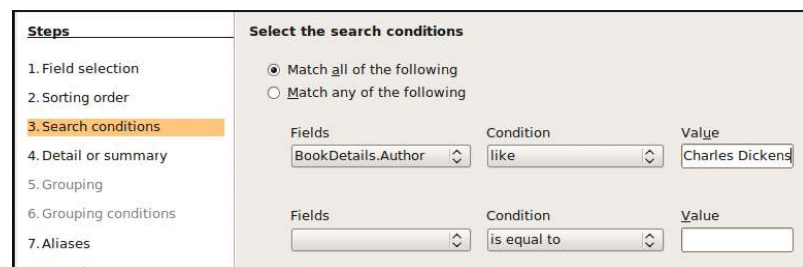 Steps
Select the search conditions
1. Field selection
Match all of the following
2. Sorting order
Match any of the following
3. Search conditions
Fields Condition Value
4. Detail or summary
BookDetails.Author like Charles Dickens
5. Grouping
6. Grouping conditions
Fields Condition Value
7. Aliases
is equal to